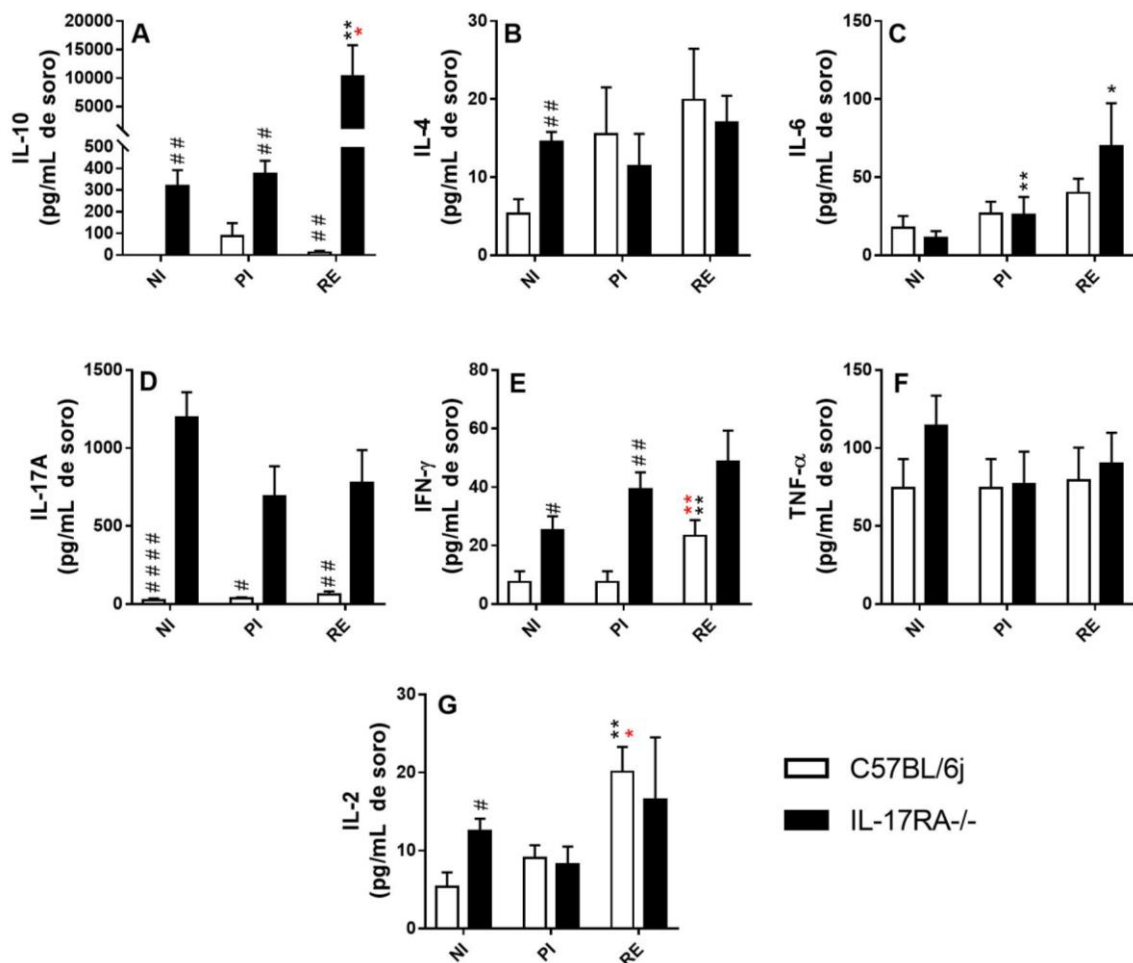 A
IL-10
(pg/mL de soro)
20000
15000
10000
5000
500
400
300
200
100
0
##
##
##
**
*
NI
PI
RE
B
IL-4
(pg/mL de soro)
30
20
10
0
##
NI
PI
RE
C
IL-6
(pg/mL de soro)
150
100
50
0
**
*
NI
PI
RE
D
IL-17A
(pg/mL de soro)
1500
1000
500
0
####
#
##
NI
PI
RE
E
IFN-γ
(pg/mL de soro)
80
60
40
20
0
#
##
**
**
NI
PI
RE
F
TNF-α
(pg/mL de soro)
150
100
50
0
NI
PI
RE
G
IL-2
(pg/mL de soro)
30
20
10
0
#
**
*
NI
PI
RE
C57BL/6j
IL-17RA-/-